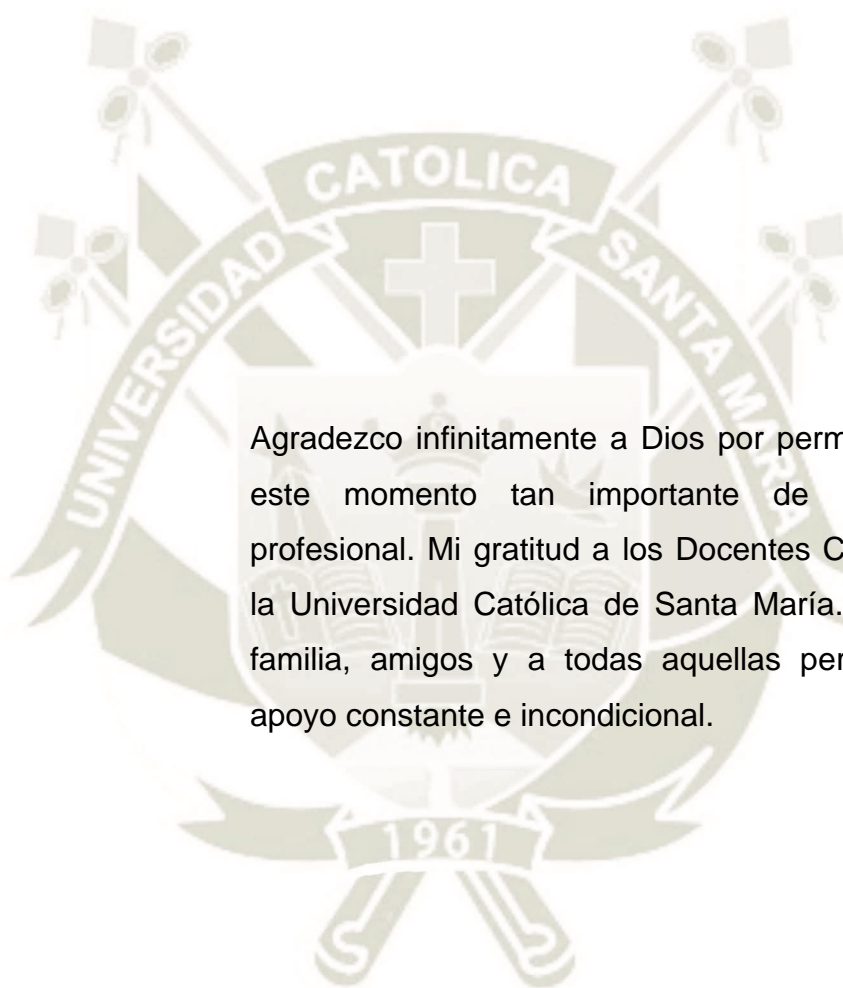 UNIVERSIDAD
CATOLICA
SANTA MARIA
Agradezco infinitamente a Dios por perm
este momento tan importante de
profesional. Mi gratitud a los Docentes C
la Universidad Católica de Santa María.
familia, amigos y a todas aquellas per
apoyo constante e incondicional.
1961